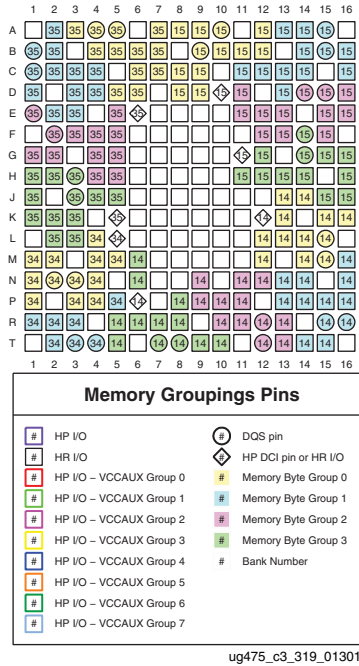 1 2 3 4 5 6 7 8 9 10 11 12 13 14 15 16
A 35 35 35 35 35 15 15 15 15 15 15 15 A
B 35 35 35 35 35 35 15 15 15 15 15 15 15 B
C 35 35 35 35 35 35 15 15 15 15 15 15 15 C
D 35 35 35 35 35 15 15 15 15 15 15 15 15 D
E 35 35 35 35 35 15 15 15 15 15 E
F 35 35 35 35 15 15 15 15 F
G 35 35 35 35 15 15 15 15 15 G
H 35 35 35 35 35 15 15 15 15 15 H
J 35 35 35 35 14 14 15 15 J
K 35 35 35 35 14 14 14 14 K
L 35 35 34 34 14 14 14 14 L
M 34 34 34 34 14 14 14 14 14 M
N 34 34 34 34 14 14 14 14 14 14 14 N
P 34 34 34 34 14 14 14 14 14 14 14 14 14 P
R 34 34 34 14 14 14 14 14 14 14 14 14 14 R
T 34 34 34 14 14 14 14 14 14 14 14 14 T
1 2 3 4 5 6 7 8 9 10 11 12 13 14 15 16
Memory Groupings Pins
# HP I/O
# HR I/O
# HP I/O – VCCAUX Group 0
# HP I/O – VCCAUX Group 1
# HP I/O – VCCAUX Group 2
# HP I/O – VCCAUX Group 3
# HP I/O – VCCAUX Group 4
# HP I/O – VCCAUX Group 5
# HP I/O – VCCAUX Group 6
# HP I/O – VCCAUX Group 7
# DQS pin
# HP DCI pin or HR I/O
# Memory Byte Group 0
# Memory Byte Group 1
# Memory Byte Group 2
# Memory Byte Group 3
# Bank Number
ug475_c3_319_01301